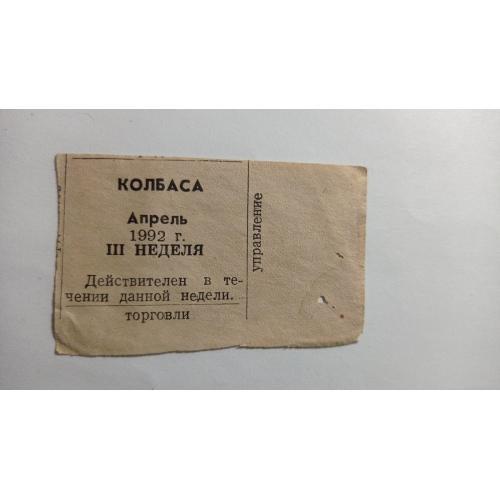 КОЛБАСА
Апрель
1992 г.
III НЕДЕЛЯ
Действителен в те-
чении данной недели.
торговли
управление